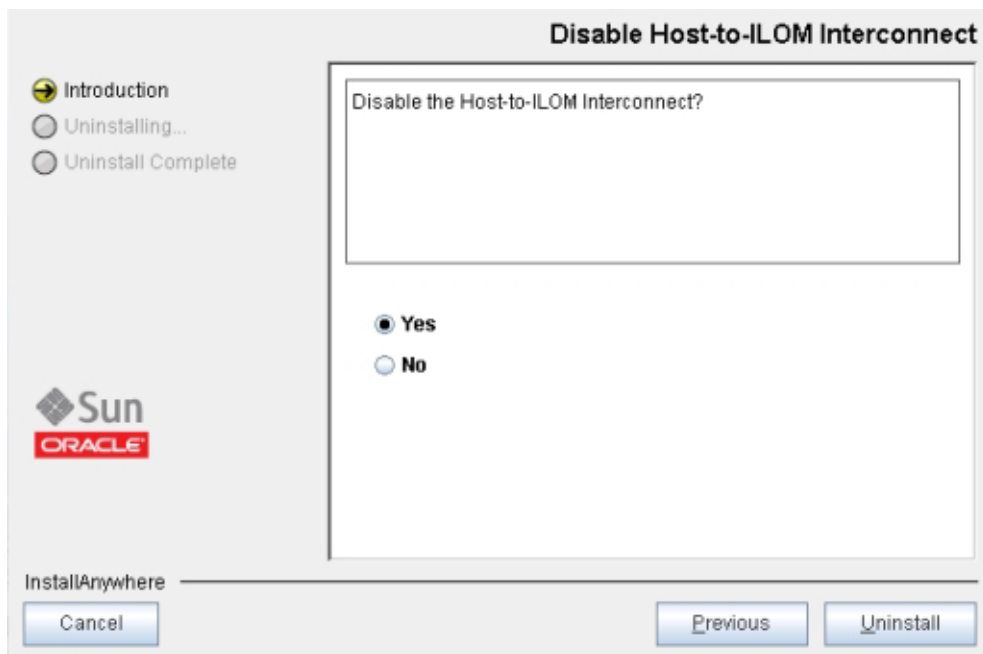 Disable Host-to-ILOM Interconnect
Introduction
Uninstalling...
Uninstall Complete
Disable the Host-to-ILOM Interconnect?
Yes
No
Sun
ORACLE
InstallAnywhere
Cancel
Previous
Uninstall